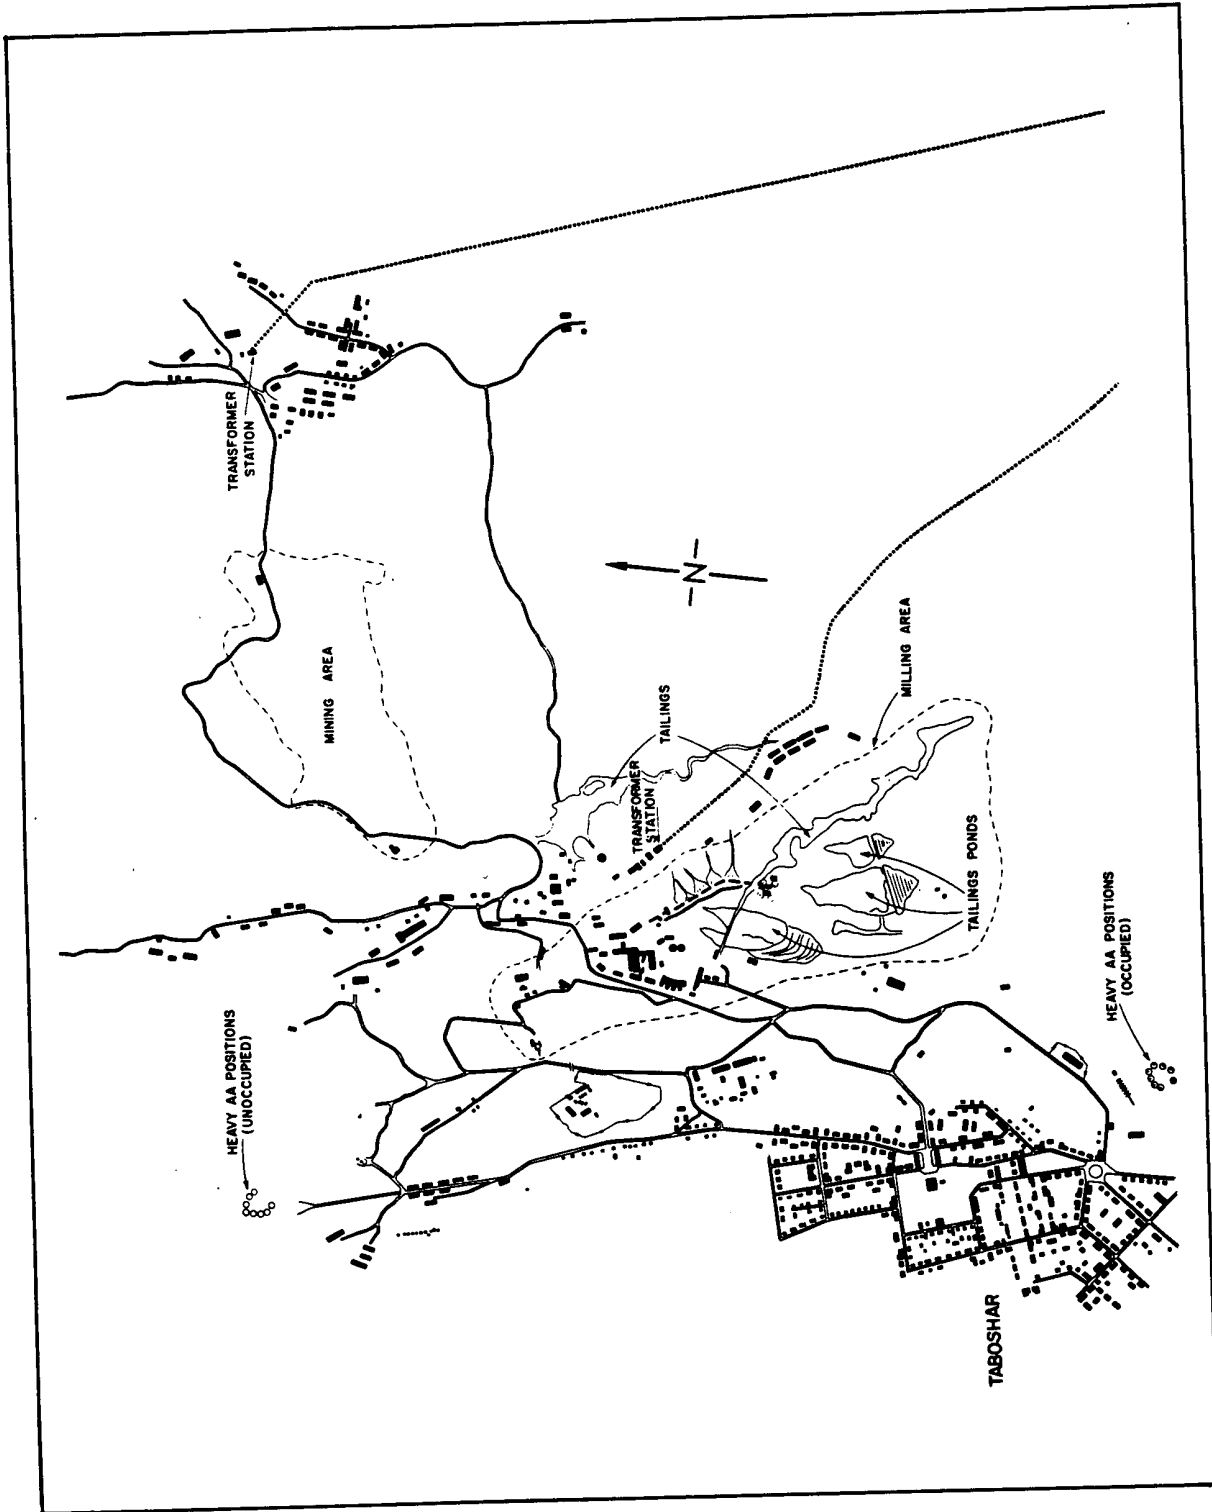 HEAVY AA POSITIONS
(UNOCCUPIED)
TRANSFORMER
STATION
MINING AREA
-N-
TAILINGS
TRANSFORMER
STATION
MILLING AREA
TAILINGS PONDS
HEAVY AA POSITIONS
(OCCUPIED)
TABOSHAR